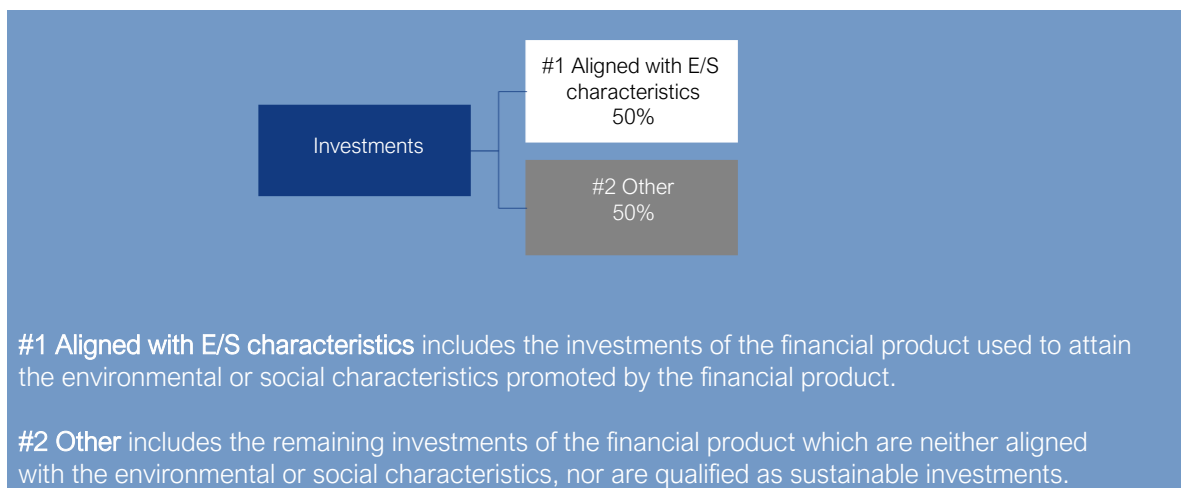 #1 Aligned with E/S
characteristics
50%
Investments
#2 Other
50%
#1 Aligned with E/S characteristics includes the investments of the financial product used to attain
the environmental or social characteristics promoted by the financial product.
#2 Other includes the remaining investments of the financial product which are neither aligned
with the environmental or social characteristics, nor are qualified as sustainable investments.